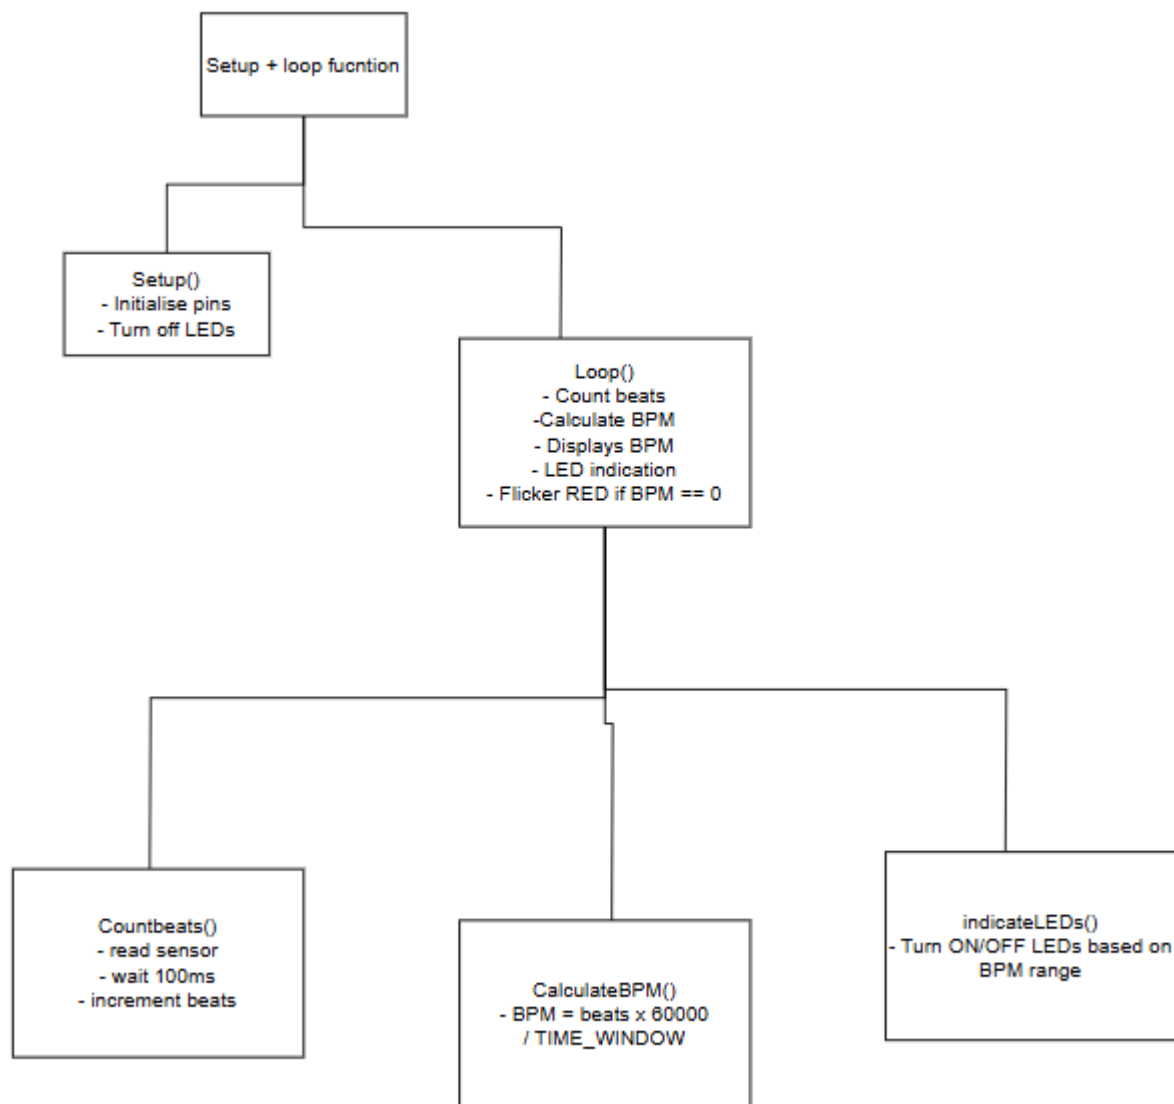 Setup + loop fucntion
Setup()
- Initialise pins
- Turn off LEDs
Loop()
- Count beats
-Calculate BPM
- Displays BPM
- LED indication
- Flicker RED if BPM == 0
Countbeats()
- read sensor
- wait 100ms
- increment beats
CalculateBPM()
- BPM = beats x 60000
/ TIME_WINDOW
indicateLEDs()
- Turn ON/OFF LEDs based on
BPM range